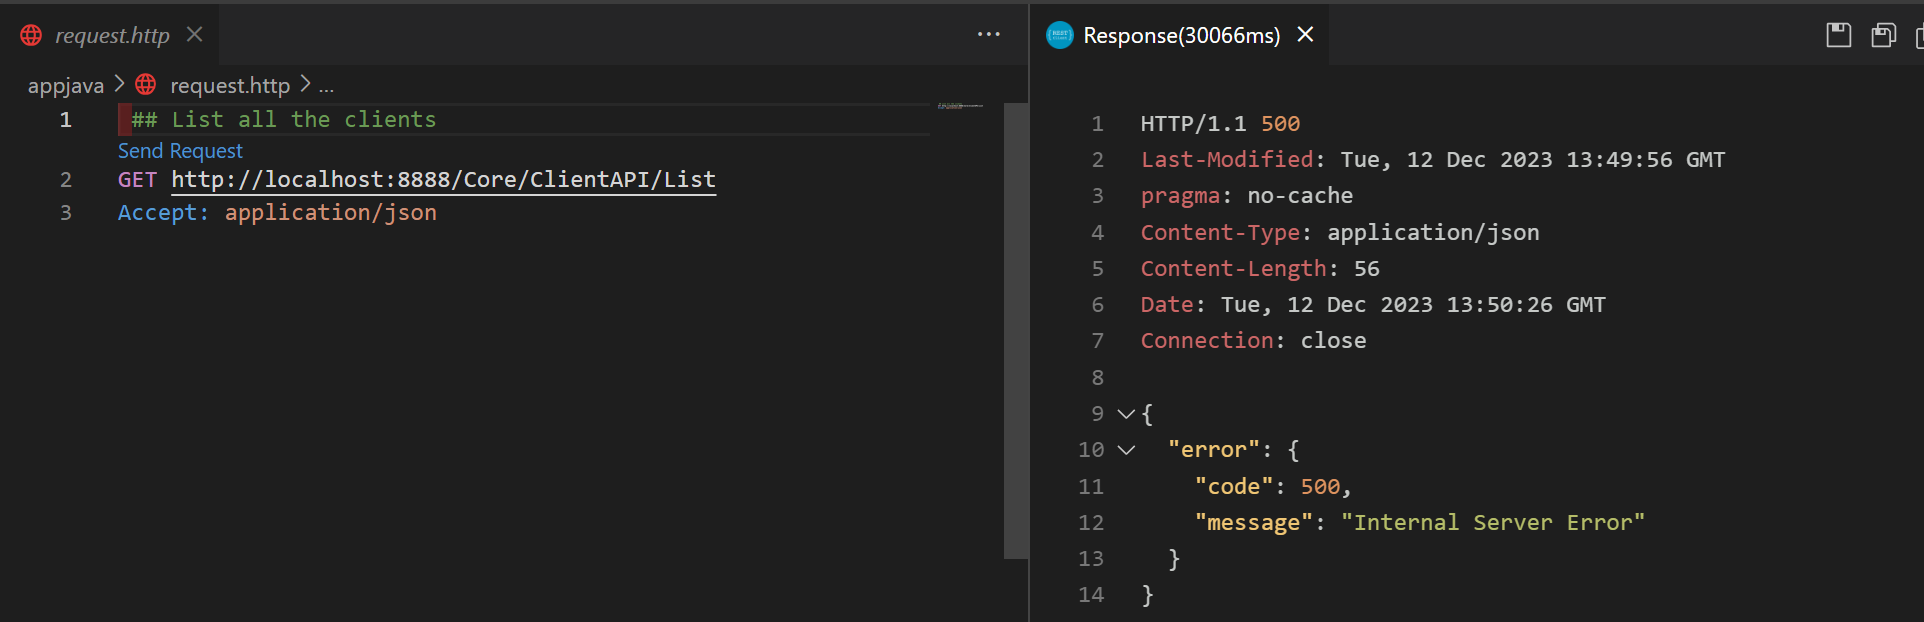 request.http
appjava > request.http > ...
1 ## List all the clients
Send Request
2 GET http://localhost:8888/Core/ClientAPI/List
3 Accept: application/json
Response(30066ms)
1 HTTP/1.1 500
2 Last-Modified: Tue, 12 Dec 2023 13:49:56 GMT
3 pragma: no-cache
4 Content-Type: application/json
5 Content-Length: 56
6 Date: Tue, 12 Dec 2023 13:50:26 GMT
7 Connection: close
8
9 {
10 "error": {
11 "code": 500,
12 "message": "Internal Server Error"
13 }
14 }